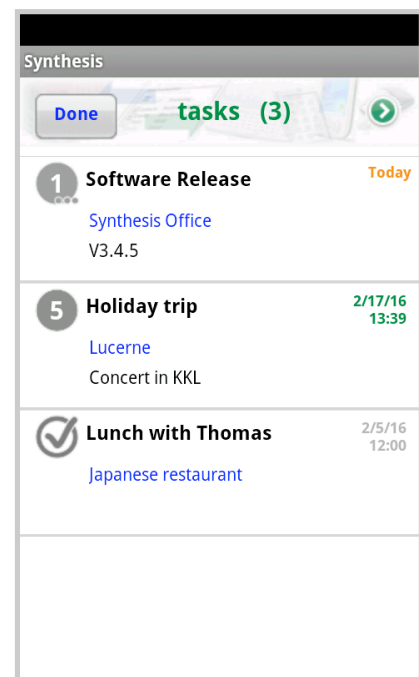 Synthesis
Done tasks (3)
1 Software Release Today
Synthesis Office
V3.4.5
5 Holiday trip 2/17/16
13:39
Lucerne
Concert in KKL
Lunch with Thomas 2/5/16
12:00
Japanese restaurant